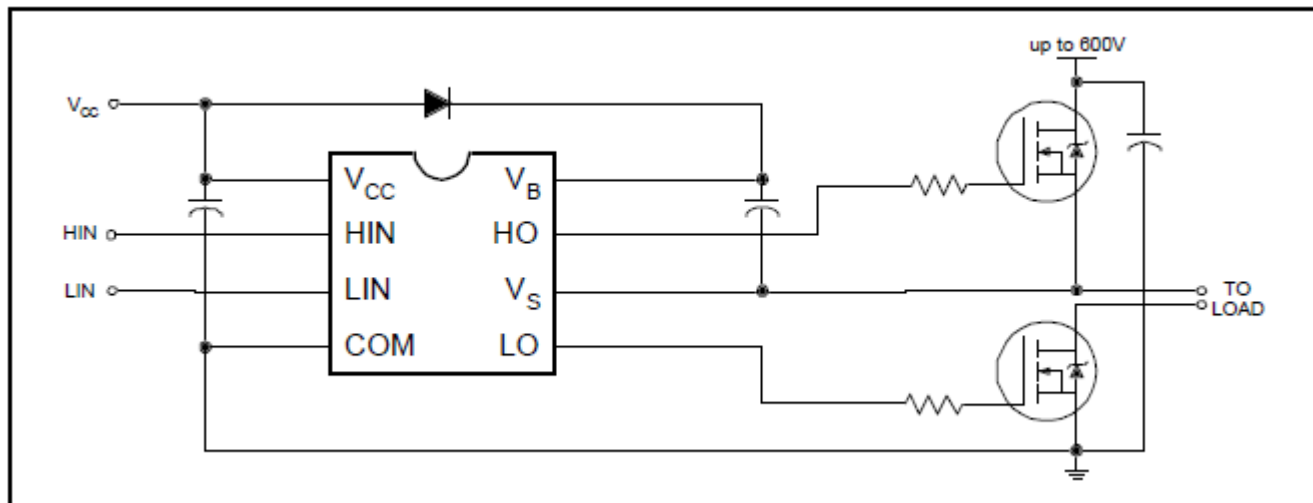 up to 600V
VCC
VCC
VB
HIN
HIN
HO
LIN
LIN
VS
TO
LOAD
COM
LO